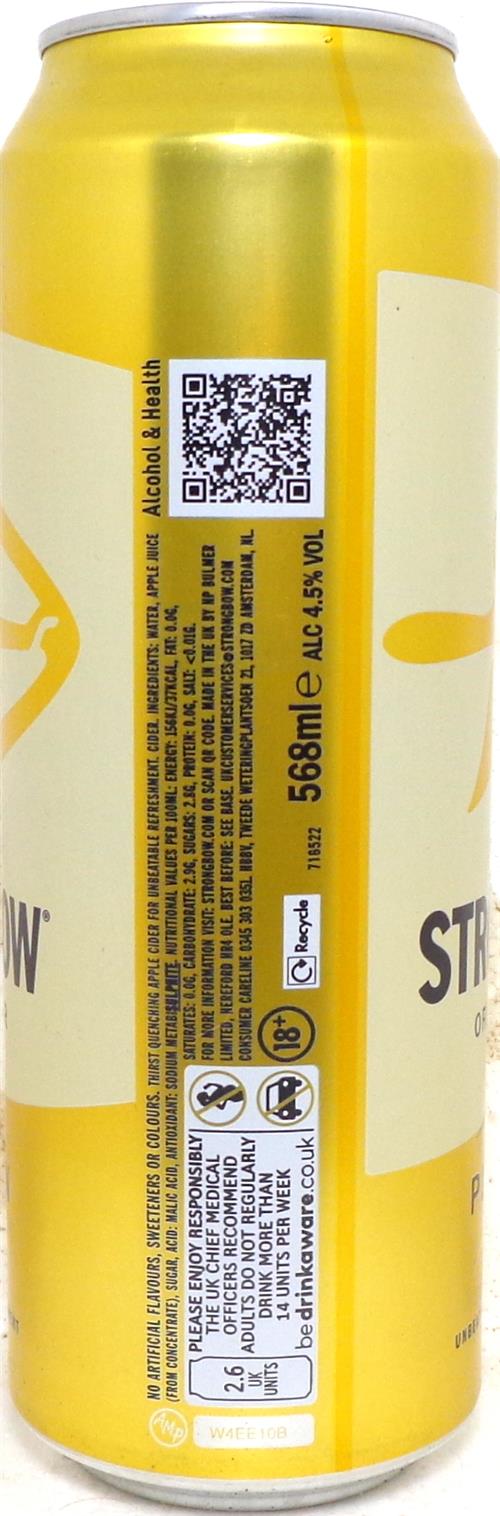 Alcohol & Health
NO ARTIFICIAL FLAVOURS, SWEETENERS OR COLOURS. THIRST QUENCHING APPLE CIDER FOR UNBEATABLE REFRESHMENT. CIDER. INGREDIENTS: WATER, APPLE JUICE
(FROM CONCENTRATE), SUGAR, ACID: MALIC ACID, ANTIOXIDANT: SODIUM METABISULPHITE. NUTRITIONAL VALUES PER 100ML: ENERGY: 156KJ/37KCAL, FAT: 0.0G,
SATURATES: 0.0G, CARBOHYDRATE: 2.9G, SUGARS: 2.8G, PROTEIN: 0.0G, SALT: <0.01G.
FOR MORE INFORMATION VISIT: STRONGBOW.COM OR SCAN QR CODE. MADE IN THE UK BY HP BULMER
LIMITED, HEREFORD HR4 0LE. BEST BEFORE: SEE BASE. UKCUSTOMERSERVICES@STRONGBOW.COM
CONSUMER CARELINE 0345 303 0351. HBBV, TWEEDE WETERINGPLANTSOEN 21, 1017 ZD AMSTERDAM, NL.
18+
Recycle
716522
568ml e ALC 4.5% VOL
2.6
UK
UNITS
PLEASE ENJOY RESPONSIBLY
THE UK CHIEF MEDICAL
OFFICERS RECOMMEND
ADULTS DO NOT REGULARLY
DRINK MORE THAN
14 UNITS PER WEEK
bedrinkaware.co.uk
AMP
W4EE10B
OW®
STR
OR
P
UNBE